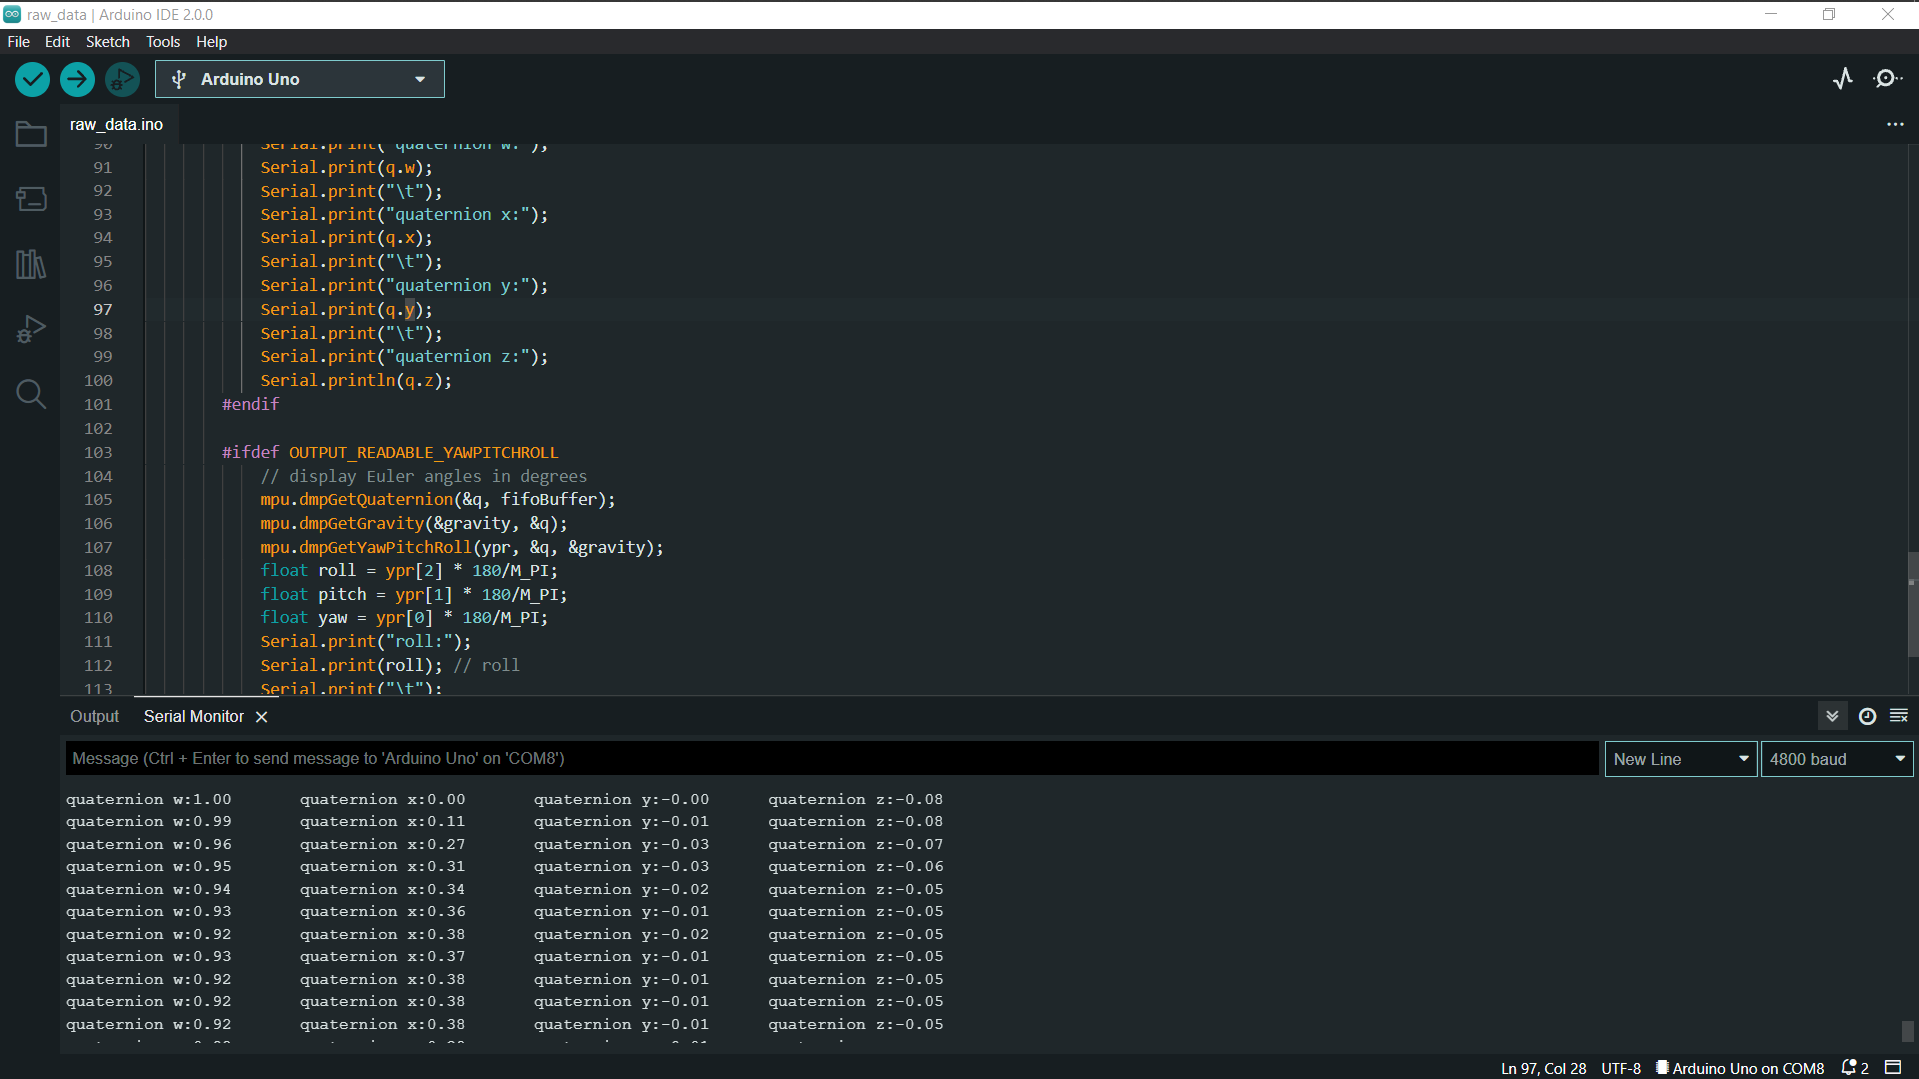 raw_data | Arduino IDE 2.0.0
File Edit Sketch Tools Help
Arduino Uno
raw_data.ino
90 Serial.print("quaternion w:");
91 Serial.print(q.w);
92 Serial.print("\t");
93 Serial.print("quaternion x:");
94 Serial.print(q.x);
95 Serial.print("\t");
96 Serial.print("quaternion y:");
97 Serial.print(q.y);
98 Serial.print("\t");
99 Serial.print("quaternion z:");
100 Serial.println(q.z);
101 #endif
102
103 #ifdef OUTPUT_READABLE_YAWPITCHROLL
104 // display Euler angles in degrees
105 mpu.dmpGetQuaternion(&q, fifoBuffer);
106 mpu.dmpGetGravity(&gravity, &q);
107 mpu.dmpGetYawPitchRoll(ypr, &q, &gravity);
108 float roll = ypr[2] * 180/M_PI;
109 float pitch = ypr[1] * 180/M_PI;
110 float yaw = ypr[0] * 180/M_PI;
111 Serial.print("roll:");
112 Serial.print(roll); // roll
113 Serial.print("\t");
Output Serial Monitor
Message (Ctrl + Enter to send message to 'Arduino Uno' on 'COM8') New Line 4800 baud
quaternion w:1.00 quaternion x:0.00 quaternion y:-0.00 quaternion z:-0.08
quaternion w:0.99 quaternion x:0.11 quaternion y:-0.01 quaternion z:-0.08
quaternion w:0.96 quaternion x:0.27 quaternion y:-0.03 quaternion z:-0.07
quaternion w:0.95 quaternion x:0.31 quaternion y:-0.03 quaternion z:-0.06
quaternion w:0.94 quaternion x:0.34 quaternion y:-0.02 quaternion z:-0.05
quaternion w:0.93 quaternion x:0.36 quaternion y:-0.01 quaternion z:-0.05
quaternion w:0.92 quaternion x:0.38 quaternion y:-0.02 quaternion z:-0.05
quaternion w:0.93 quaternion x:0.37 quaternion y:-0.01 quaternion z:-0.05
quaternion w:0.92 quaternion x:0.38 quaternion y:-0.01 quaternion z:-0.05
quaternion w:0.92 quaternion x:0.38 quaternion y:-0.01 quaternion z:-0.05
quaternion w:0.92 quaternion x:0.38 quaternion y:-0.01 quaternion z:-0.05
Ln 97, Col 28 UTF-8 Arduino Uno on COM8 2